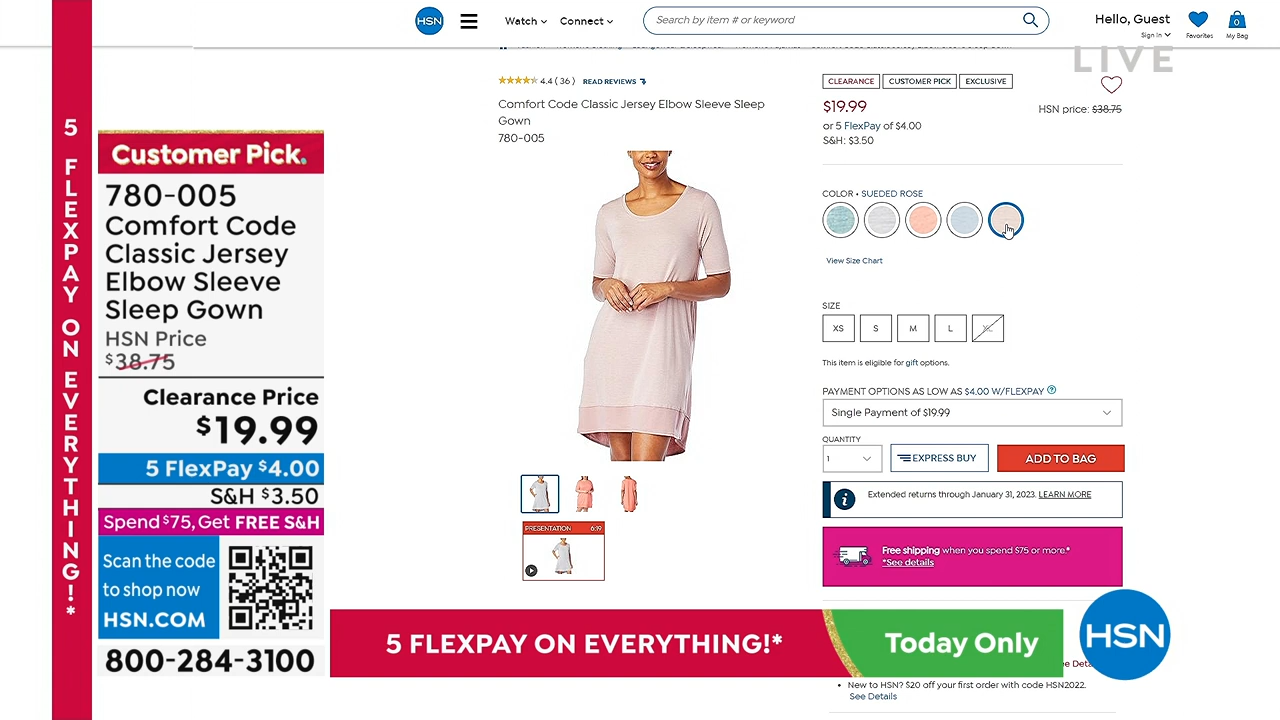 HSN
Watch
Connect
Search by item # or keyword
Hello, Guest
Sign In
Favorites
0
My Bag
LIVE
5 FLEXPAY ON EVERYTHING!*
Customer Pick.
780-005
Comfort Code
Classic Jersey
Elbow Sleeve
Sleep Gown
HSN Price
$38.75
Clearance Price
$19.99
5 FlexPay $4.00
S&H $3.50
Spend $75, Get FREE S&H
Scan the code
to shop now
HSN.COM
800-284-3100
4.4 ( 36 ) READ REVIEWS
Comfort Code Classic Jersey Elbow Sleeve Sleep
Gown
780-005
PRESENTATION 6:19
CLEARANCE
CUSTOMER PICK
EXCLUSIVE
$19.99
HSN price: $38.75
or 5 FlexPay of $4.00
S&H: $3.50
COLOR • SUEDED ROSE
View Size Chart
SIZE
XS S M L XL
This item is eligible for gift options.
PAYMENT OPTIONS AS LOW AS $4.00 W/FLEXPAY ?
Single Payment of $19.99
QUANTITY
1
EXPRESS BUY
ADD TO BAG
Extended returns through January 31, 2023. LEARN MORE
Free shipping when you spend $75 or more.*
*See details
5 FLEXPAY ON EVERYTHING!*
Today Only
HSN
• New to HSN? $20 off your first order with code HSN2022.
See Details